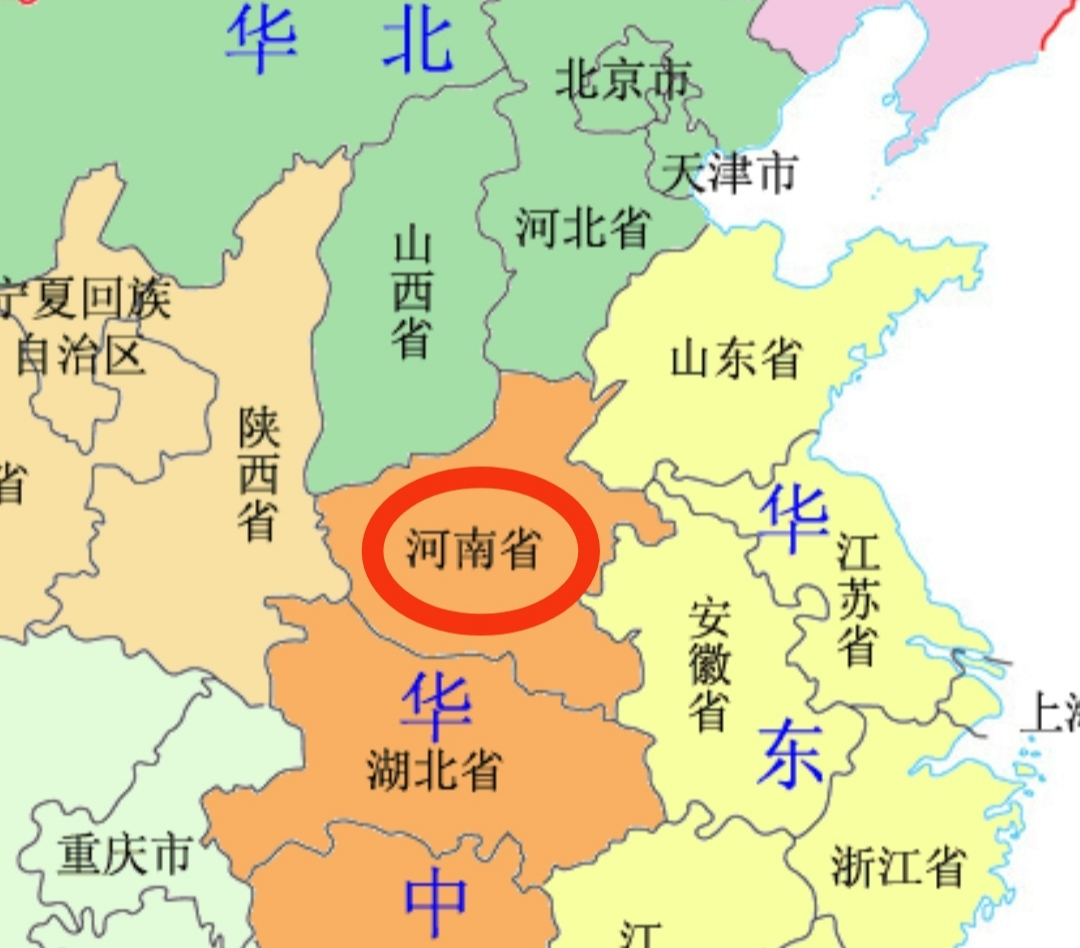 华北
北京市
天津市
河北省
山西省
宁夏回族
自治区
山东省
陕西省
省
河南省
华
江苏省
安徽省
华
东
上海
湖北省
重庆市
浙江省
中
江